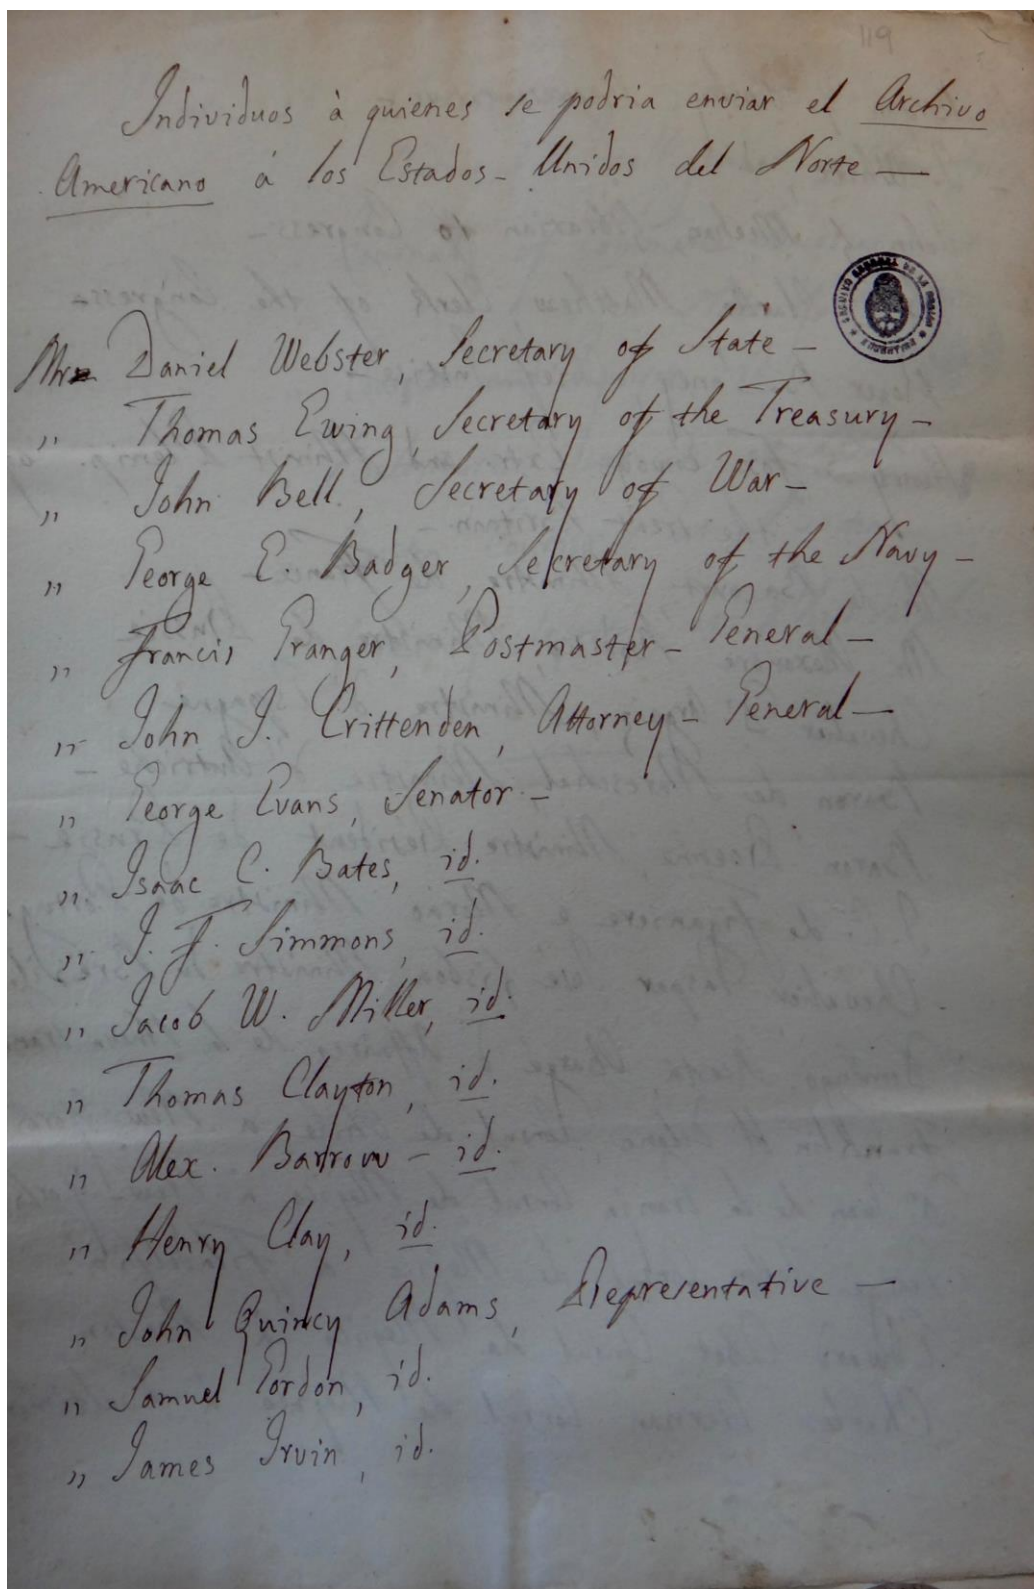 119
Individuos à quienes se podria enviar el Archivo
Americano à los Estados-Unidos del Norte —
Mr Daniel Webster, Secretary of State —
„ Thomas Ewing, Secretary of the Treasury —
„ John Bell, Secretary of War —
„ George E. Badger, Secretary of the Navy —
„ Francis Granger, Postmaster-General —
„ John J. Crittenden, Attorney-General —
„ George Evans, Senator —
„ Isaac C. Bates, id.
„ J. F. Simmons, id.
„ Jacob W. Miller, id.
„ Thomas Clayton, id.
„ Alex. Barrow — id.
„ Henry Clay, id.
„ John Quincy Adams, Representative —
„ Samuel Gordon, id.
„ James Irvin, id.